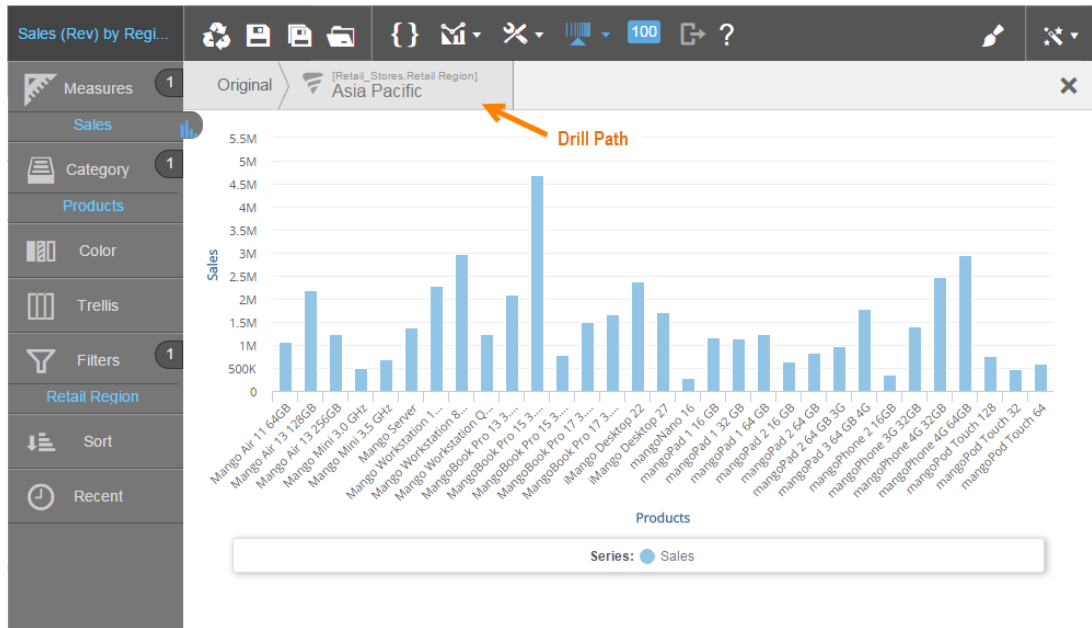 Sales (Rev) by Regi...
{ }
100
?
Measures 1
Sales
Category 1
Products
Color
Trellis
Filters 1
Retail Region
Sort
Recent
Original
[Retail_Stores.Retail Region]
Asia Pacific
Drill Path
5.5M
5M
4.5M
4M
3.5M
3M
2.5M
2M
1.5M
1M
500K
0
Sales
Mango Air 11 64GB
Mango Air 13 128GB
Mango Air 13 256GB
Mango Mini 3.0 GHz
Mango Mini 3.5 GHz
Mango Server
Mango Workstation 1...
Mango Workstation 8...
Mango Workstation Q...
MangoBook Pro 13 3...
MangoBook Pro 15 3...
MangoBook Pro 15 3...
MangoBook Pro 17 3...
MangoBook Pro 17 3...
iMango Desktop 22
iMango Desktop 27
mangoNano 16
mangoPad 1 16 GB
mangoPad 1 32 GB
mangoPad 1 64 GB
mangoPad 2 16 GB
mangoPad 2 64 GB
mangoPad 2 64 GB 3G
mangoPad 3 64 GB 4G
mangoPhone 2 16GB
mangoPhone 3G 32GB
mangoPhone 4G 32GB
mangoPhone 4G 64GB
mangoPod Touch 128
mangoPod Touch 32
mangoPod Touch 64
Products
Series: Sales